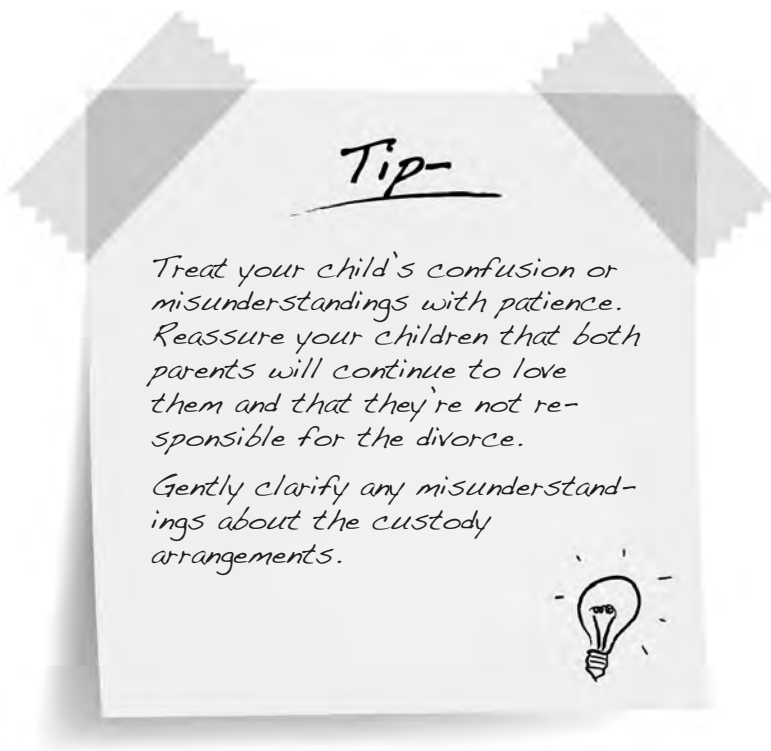 Tip-
Treat your child's confusion or
misunderstandings with patience.
Reassure your children that both
parents will continue to love
them and that they're not re-
sponsible for the divorce.
Gently clarify any misunderstand-
ings about the custody
arrangements.